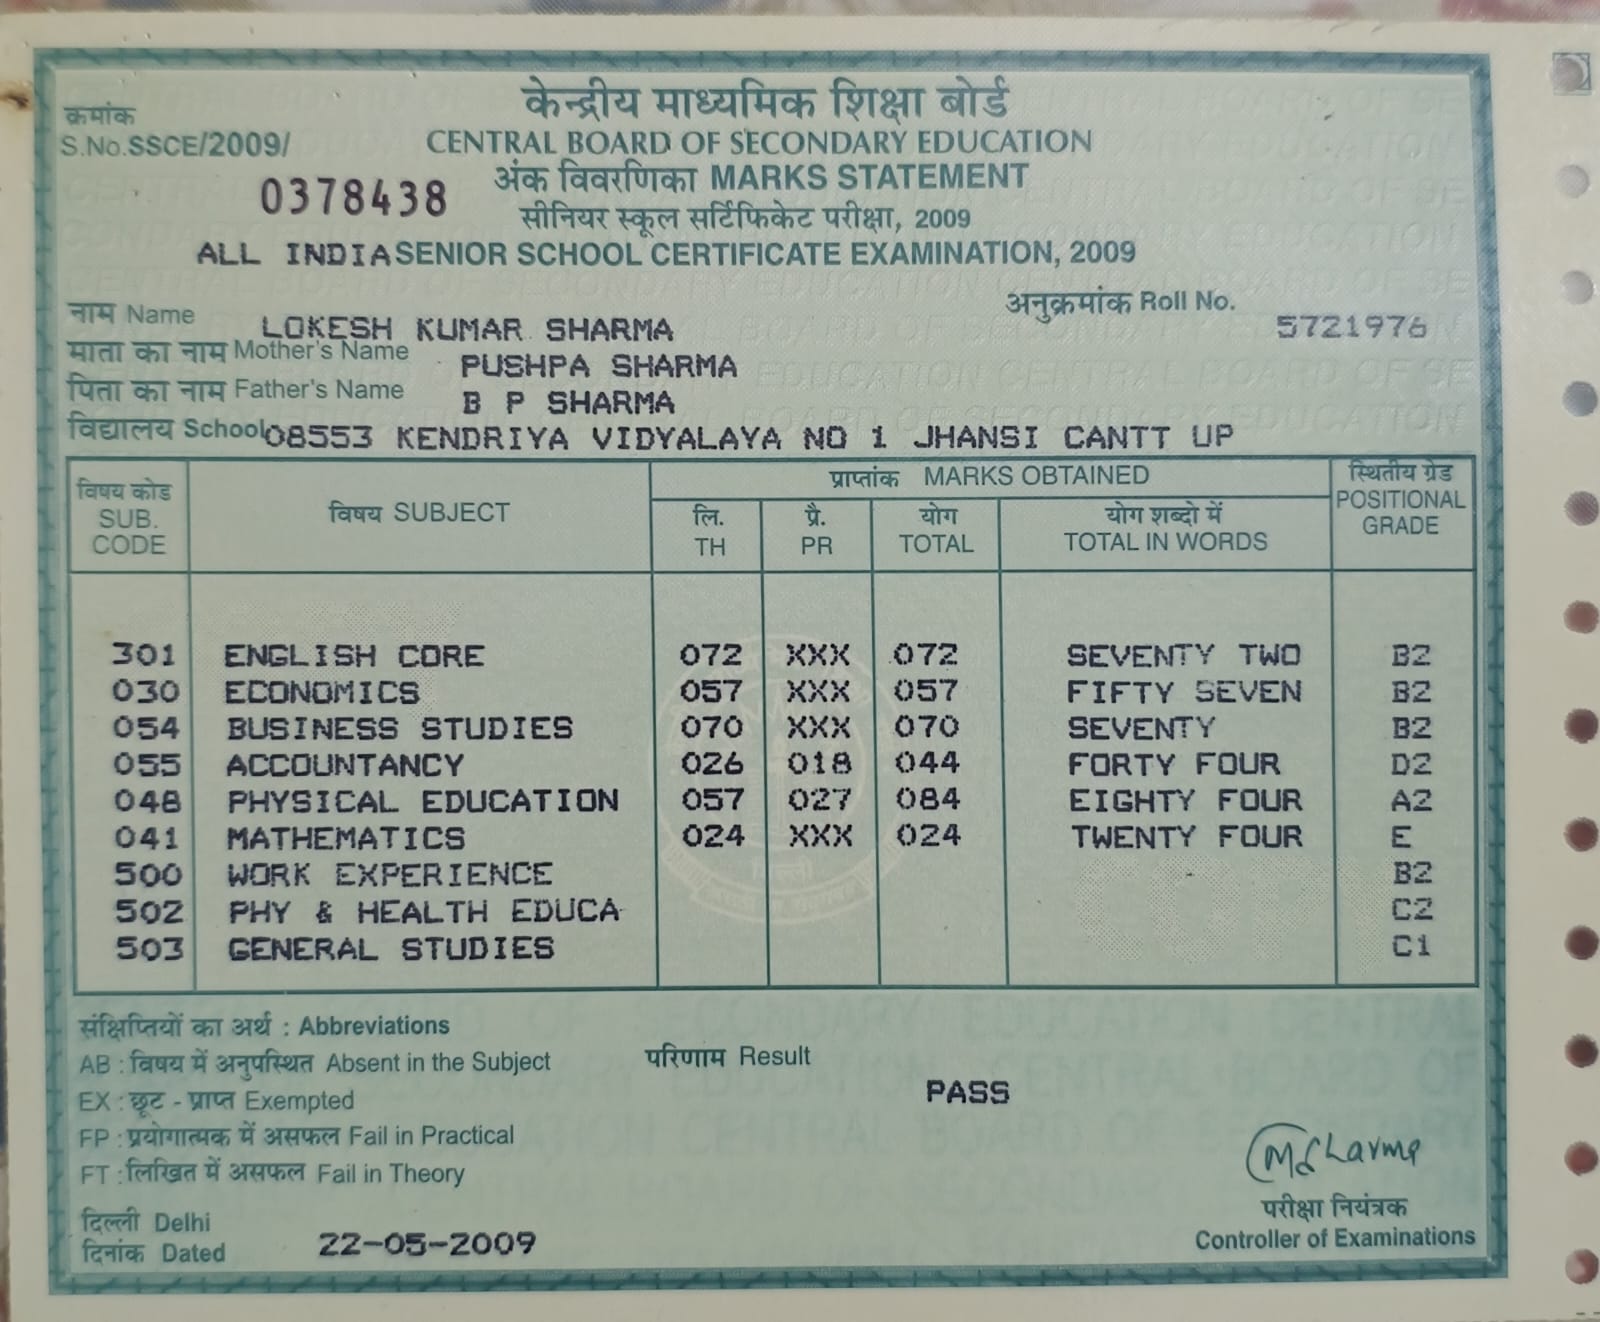 केन्द्रीय माध्यमिक शिक्षा बोर्ड
क्रमांक
S.No.SSCE/2009/
CENTRAL BOARD OF SECONDARY EDUCATION
0378438
अंक विवरणिका MARKS STATEMENT
सीनियर स्कूल सर्टिफिकेट परीक्षा, 2009
ALL INDIA SENIOR SCHOOL CERTIFICATE EXAMINATION, 2009
नाम Name LOKESH KUMAR SHARMA अनुक्रमांक Roll No. 5721976
माता का नाम Mother's Name PUSHPA SHARMA
पिता का नाम Father's Name B P SHARMA
विद्यालय School 08553 KENDRIYA VIDYALAYA NO 1 JHANSI CANTT UP
विषय कोड SUB. CODE विषय SUBJECT प्राप्तांक MARKS OBTAINED स्थितीय ग्रेड POSITIONAL GRADE
लि. TH प्रै. PR योग TOTAL योग शब्दो में TOTAL IN WORDS
301 ENGLISH CORE 072 XXX 072 SEVENTY TWO B2
030 ECONOMICS 057 XXX 057 FIFTY SEVEN B2
054 BUSINESS STUDIES 070 XXX 070 SEVENTY B2
055 ACCOUNTANCY 026 018 044 FORTY FOUR D2
048 PHYSICAL EDUCATION 057 027 084 EIGHTY FOUR A2
041 MATHEMATICS 024 XXX 024 TWENTY FOUR E
500 WORK EXPERIENCE B2
502 PHY & HEALTH EDUCA C2
503 GENERAL STUDIES C1
संक्षिप्तियों का अर्थ : Abbreviations
AB : विषय में अनुपस्थित Absent in the Subject परिणाम Result
PASS
EX : छूट - प्राप्त Exempted
FP : प्रयोगात्मक में असफल Fail in Practical
FT : लिखित में असफल Fail in Theory
MSharma
परीक्षा नियंत्रक
Controller of Examinations
दिल्ली Delhi
दिनांक Dated 22-05-2009